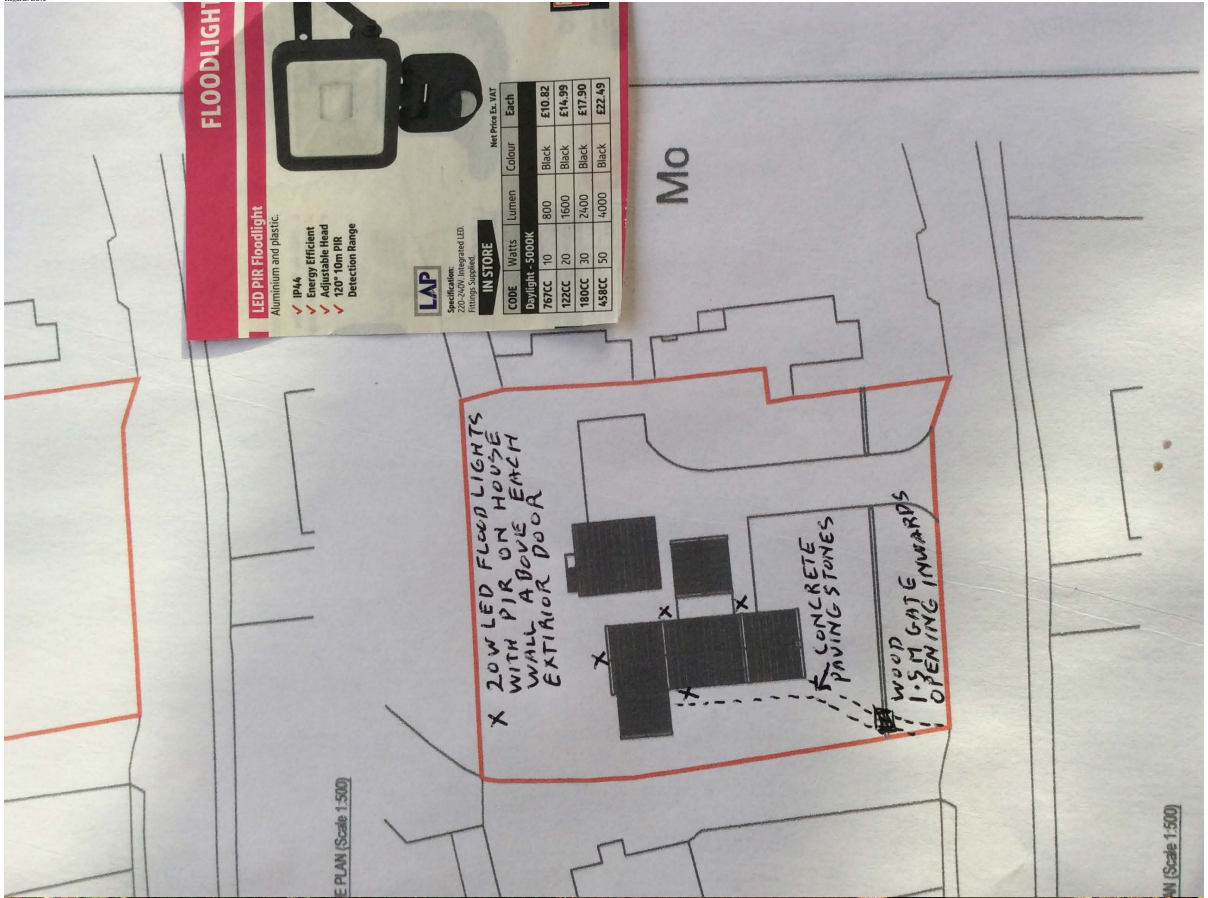 FLOODLIGHT
LED PIR Floodlight
Aluminium and plastic.
✓ IP44
✓ Energy Efficient
✓ Adjustable Head
✓ 120° 10m PIR
Detection Range
LAP
Specification:
220-240V. Integrated LED.
Fittings Supplied.
IN STORE
Net Price Ex. VAT
CODE Watts Lumen Colour Each
Daylight - 5000K
767CC 10 800 Black £10.82
122CC 20 1600 Black £14.99
180CC 30 2400 Black £17.90
458CC 50 4000 Black £22.49
Mo
X 20W LED FLOOD LIGHTS
WITH PIR ON HOUSE
WALL ABOVE EACH
EXTIRIOR DOOR
X
X
X
X
CONCRETE
PAVING STONES
WOOD
1.5M GATE
OPENING INWARDS
E PLAN (Scale 1:500)
AN (Scale 1:500)